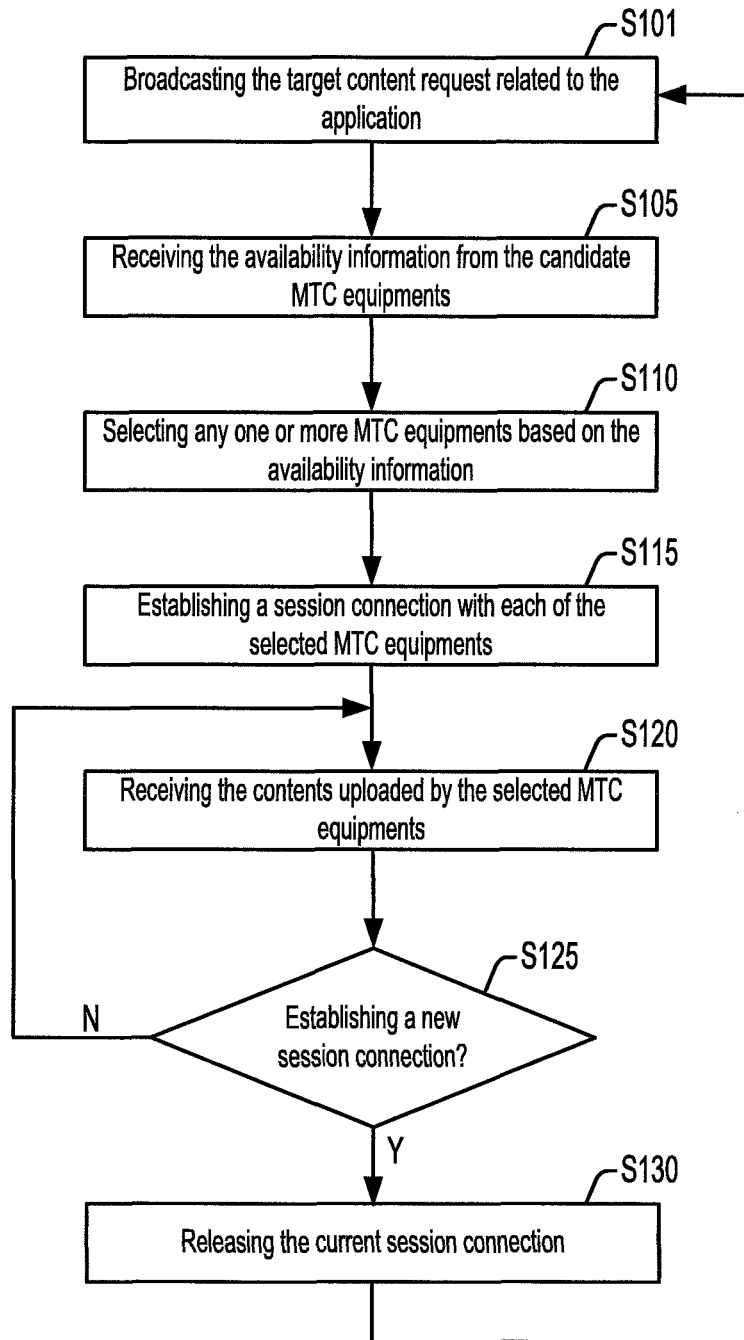 S101
Broadcasting the target content request related to the
application
S105
Receiving the availability information from the candidate
MTC equipments
S110
Selecting any one or more MTC equipments based on the
availability information
S115
Establishing a session connection with each of the
selected MTC equipments
S120
Receiving the contents uploaded by the selected MTC
equipments
S125
Establishing a new
session connection?
N
Y
S130
Releasing the current session connection